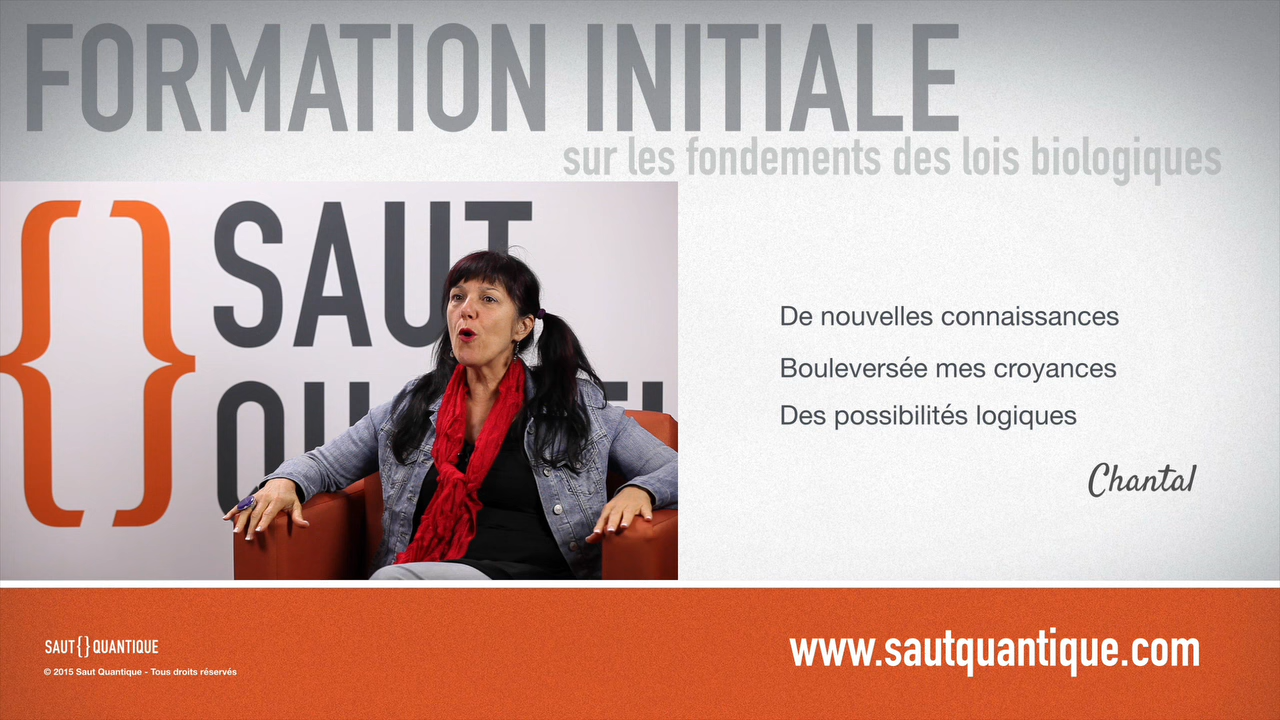 FORMATION INITIALE
sur les fondements des lois biologiques
SAUT
De nouvelles connaissances
Bouleversée mes croyances
Des possibilités logiques
Chantal
SAUT{}QUANTIQUE
© 2015 Saut Quantique - Tous droits réservés
www.sautquantique.com